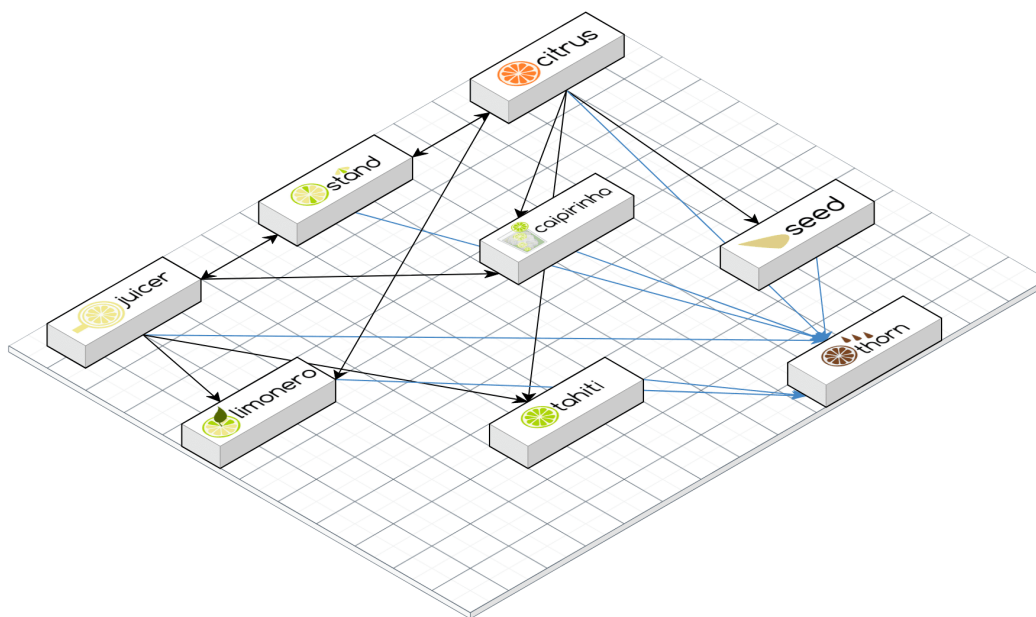 citrus
stand
caipirinha
seed
juicer
thorn
limonero
tahiti